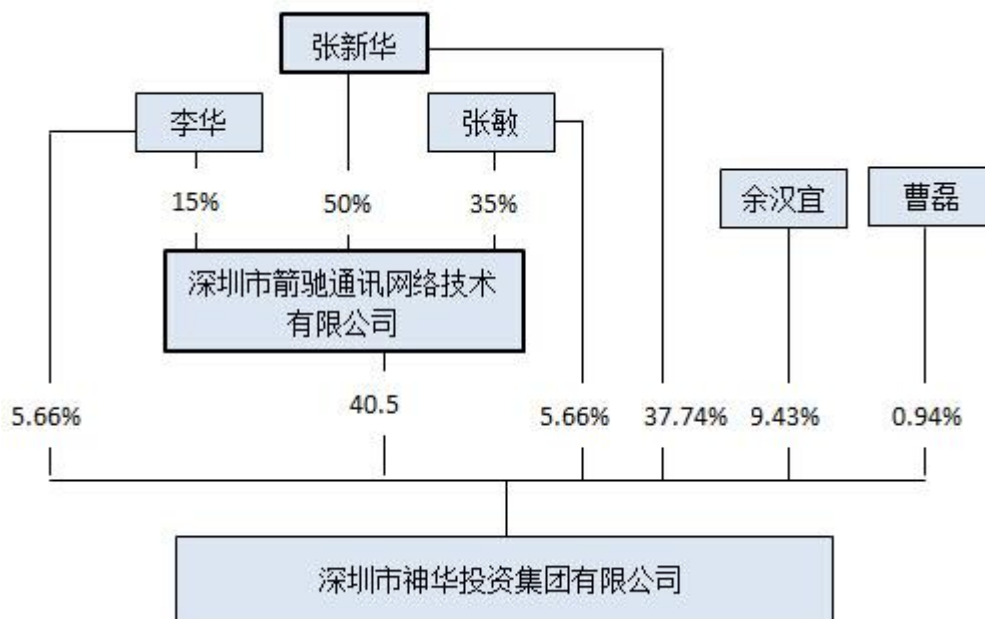 张新华
李华
张敏
余汉宜
曹磊
15%
50%
35%
深圳市箭驰通讯网络技术
有限公司
5.66%
40.5
5.66%
37.74%
9.43%
0.94%
深圳市神华投资集团有限公司